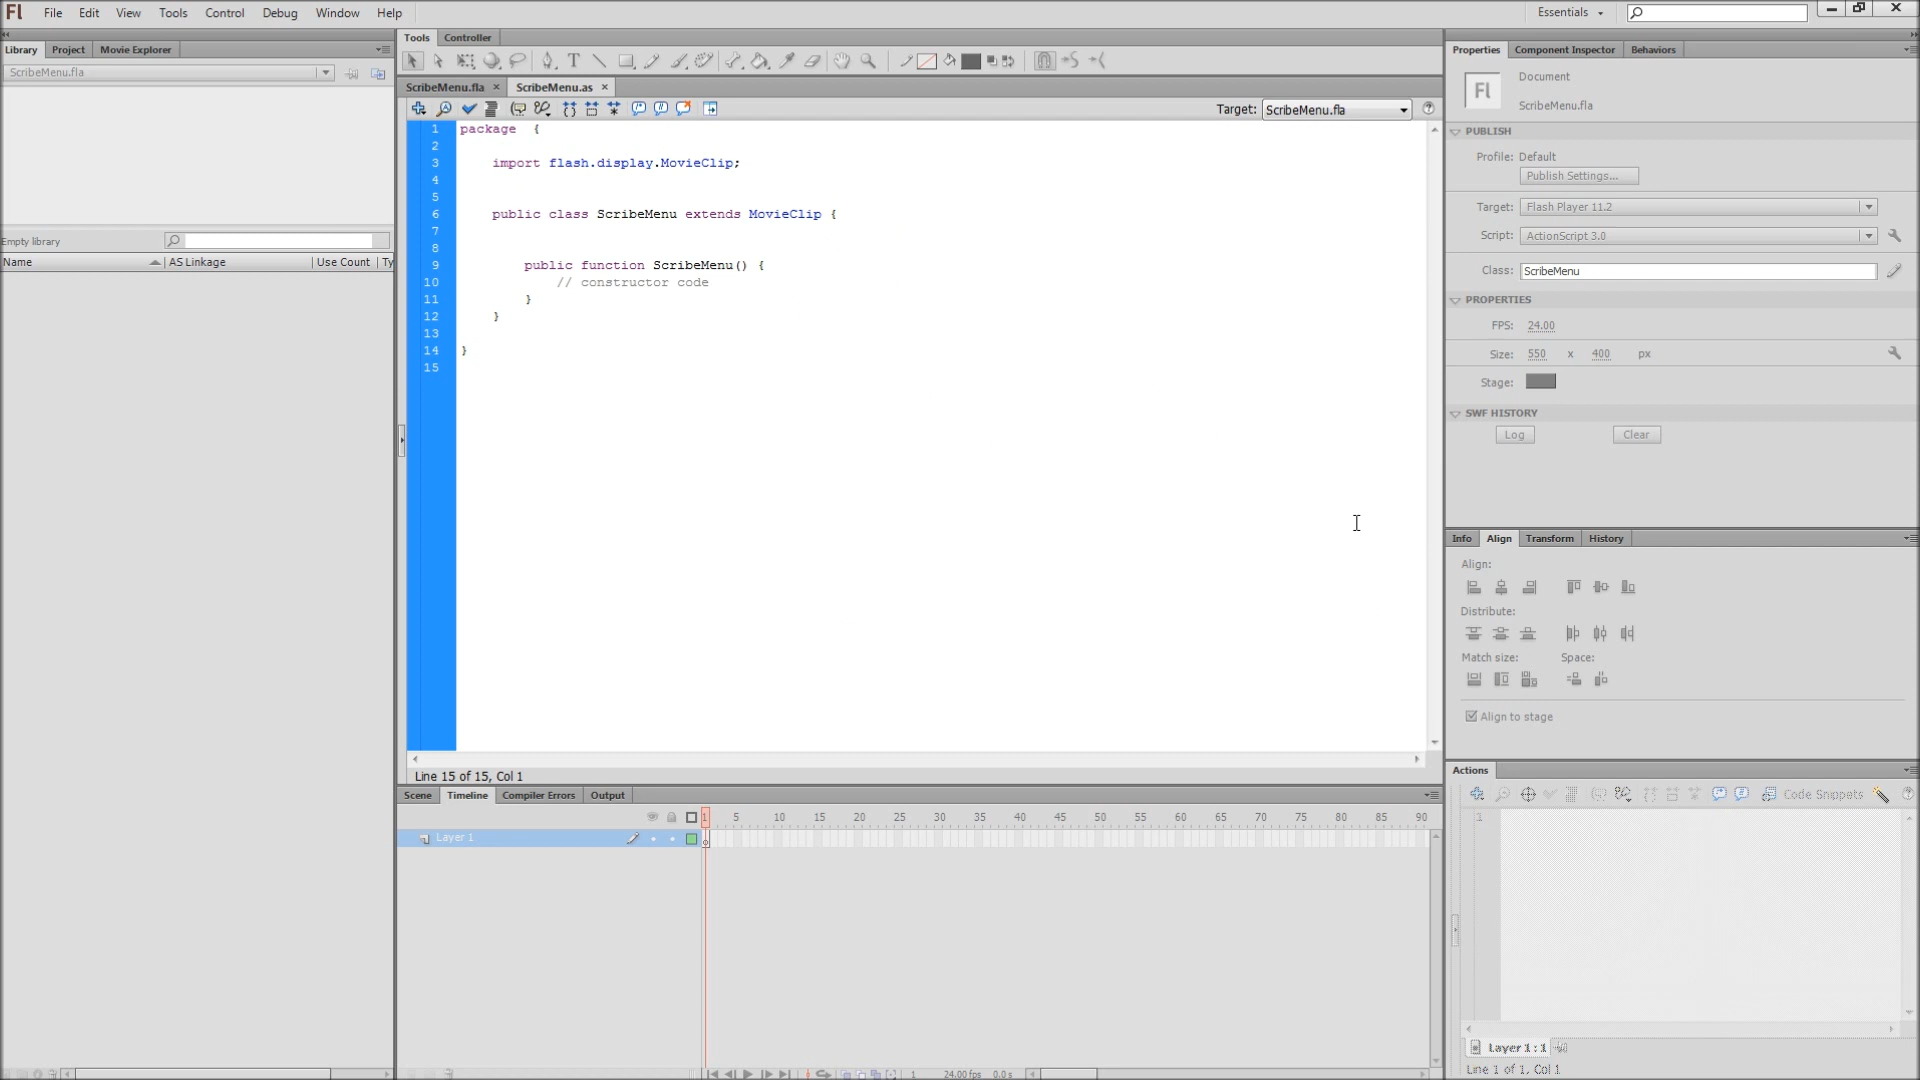 Fl File Edit View Tools Control Debug Window Help Essentials
Library Project Movie Explorer
ScribeMenu.fla
Empty library
Name AS Linkage Use Count Ty
Tools Controller
ScribeMenu.fla × ScribeMenu.as ×
Target: ScribeMenu.fla
1 package {
2
3 import flash.display.MovieClip;
4
5
6 public class ScribeMenu extends MovieClip {
7
8
9 public function ScribeMenu() {
10 // constructor code
11 }
12 }
13
14 }
15
Line 15 of 15, Col 1
Scene Timeline Compiler Errors Output
1 5 10 15 20 25 30 35 40 45 50 55 60 65 70 75 80 85 90
Layer 1
1 24.00 fps 0.0 s
Properties Component Inspector Behaviors
Fl
Document
ScribeMenu.fla
PUBLISH
Profile: Default
Publish Settings...
Target: Flash Player 11.2
Script: ActionScript 3.0
Class: ScribeMenu
PROPERTIES
FPS: 24.00
Size: 550 x 400 px
Stage:
SWF HISTORY
Log Clear
Info Align Transform History
Align:
Distribute:
Match size: Space:
Align to stage
Actions
Code Snippets
1
Layer 1 : 1
Line 1 of 1, Col 1